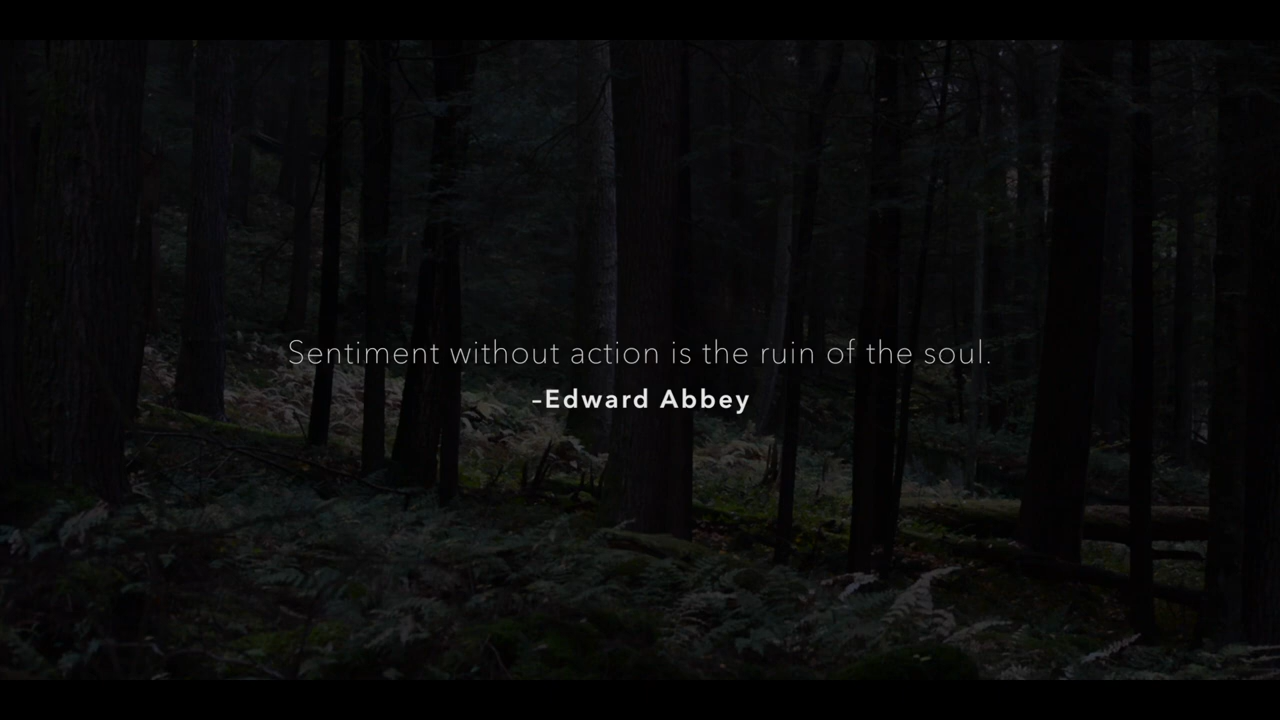 Sentiment without action is the ruin of the soul.
–Edward Abbey